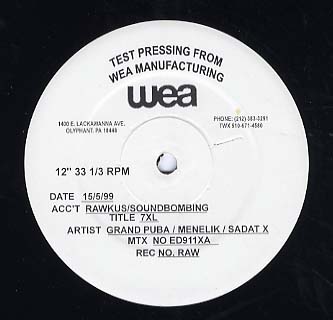 TEST PRESSING FROM
WEA MANUFACTURING
wea
1400 E. LACKAWANNA AVE.
OLYPHANT, PA 18448
PHONE: (212) 383-3291
TWX 510-671-4580
12" 33 1/3 RPM
DATE 15/5/99
ACC'T RAWKUS/SOUNDBOMBING
TITLE 7XL
ARTIST GRAND PUBA / MENELIK / SADAT X
MTX NO ED911XA
REC NO. RAW